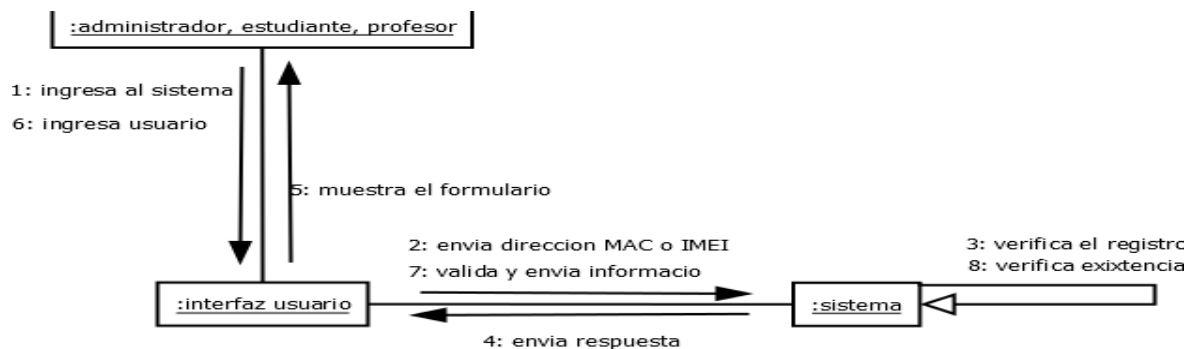 :administrador, estudiante, profesor
1: ingresa al sistema
6: ingresa usuario
5: muestra el formulario
2: envia direccion MAC o IMEI
7: valida y envia informacio
3: verifica el registro
8: verifica exixtencia
:interfaz usuario
:sistema
4: envia respuesta